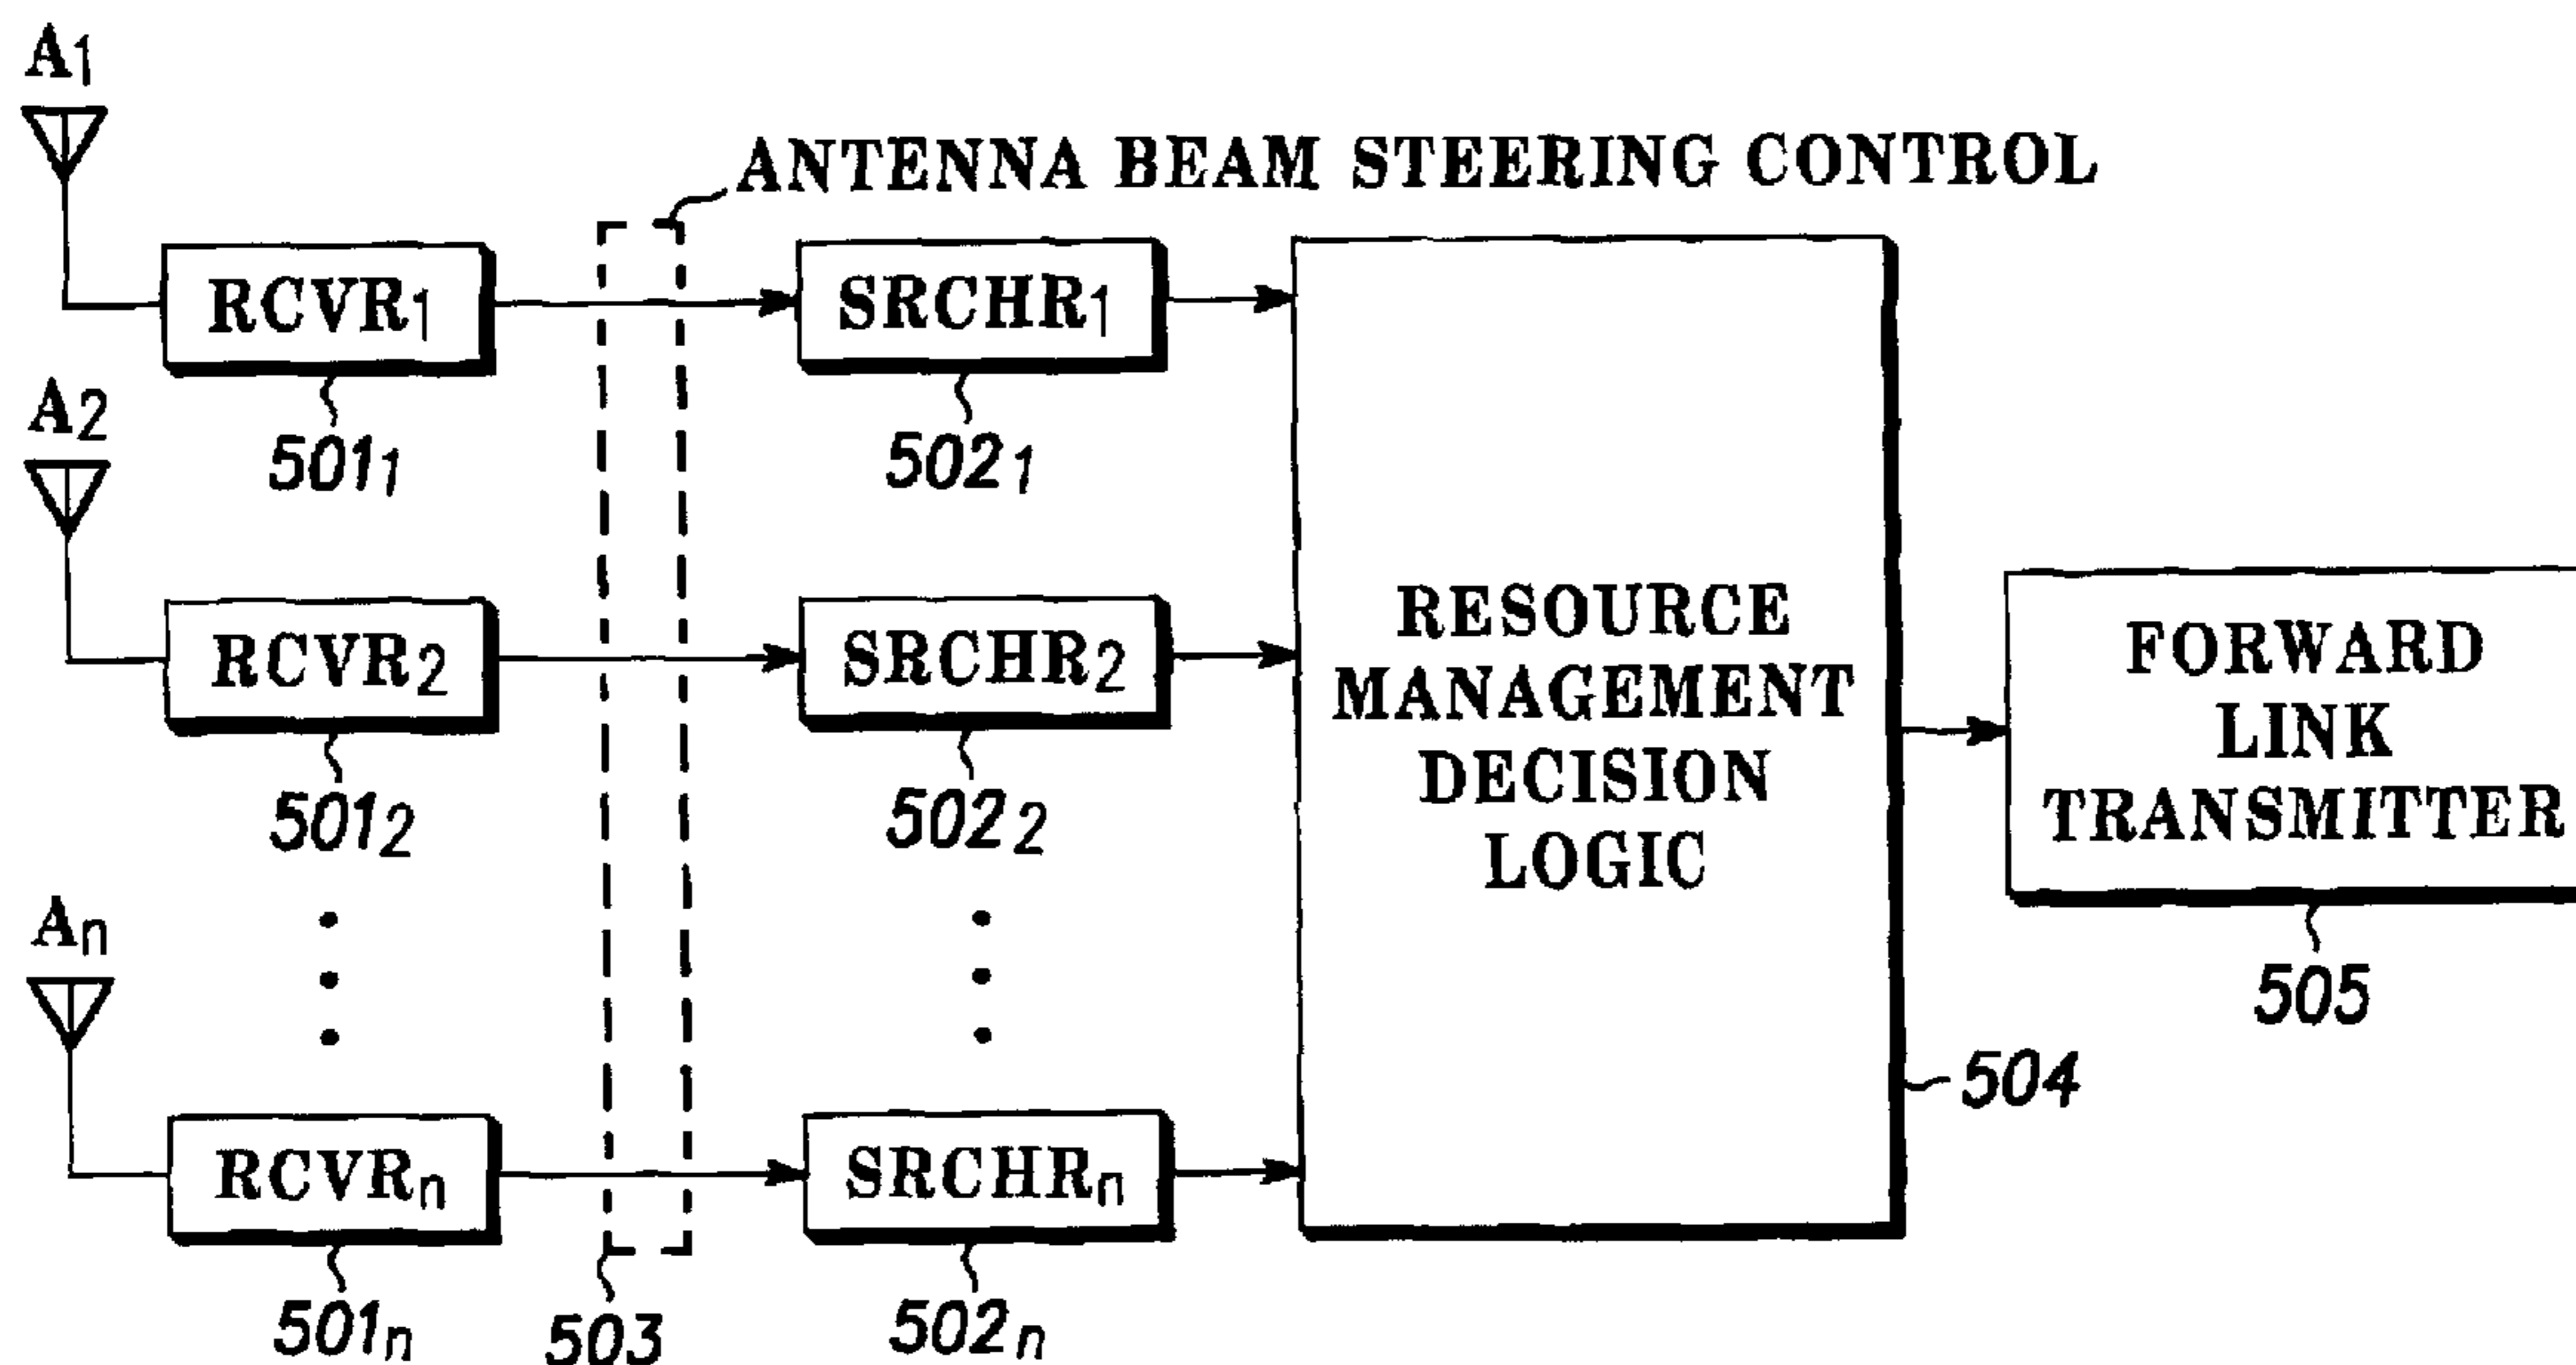 A1
ANTENNA BEAM STEERING CONTROL
RCVR1
SRCHR1
5011
5021
A2
RCVR2
SRCHR2
5012
5022
RESOURCE
MANAGEMENT
DECISION
LOGIC
FORWARD
LINK
TRANSMITTER
505
An
504
RCVRn
SRCHRn
501n
503
502n